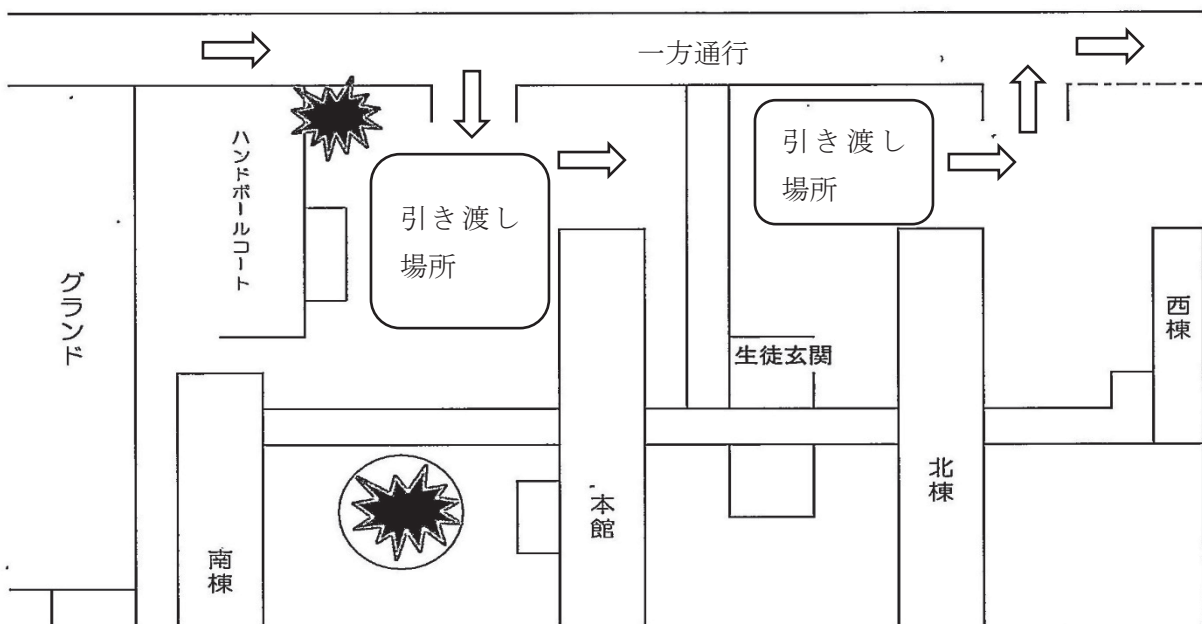 一方通行
引き渡し
場所
引き渡し
場所
ハンドボールコート
グランド
西棟
生徒玄関
北棟
本館
南棟